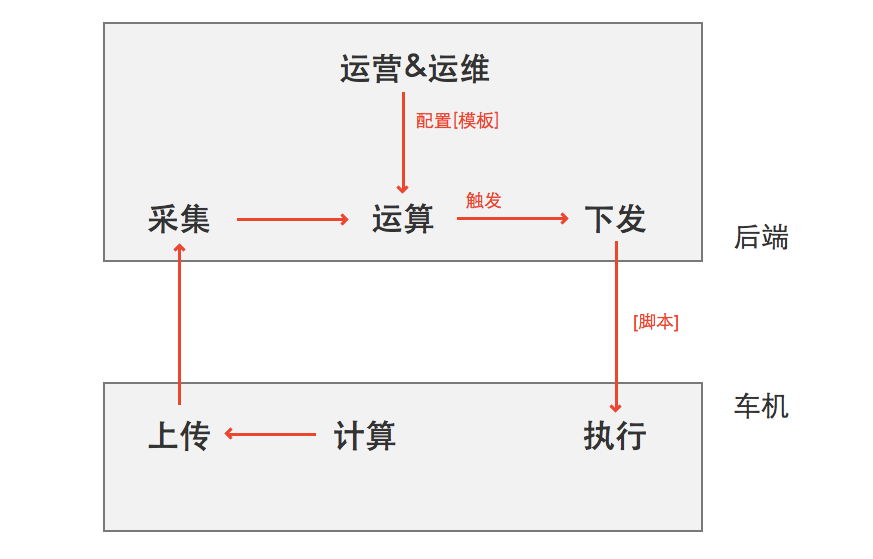 运营&运维
配置[模板]
采集
运算
触发
下发
后端
[脚本]
车机
上传
计算
执行